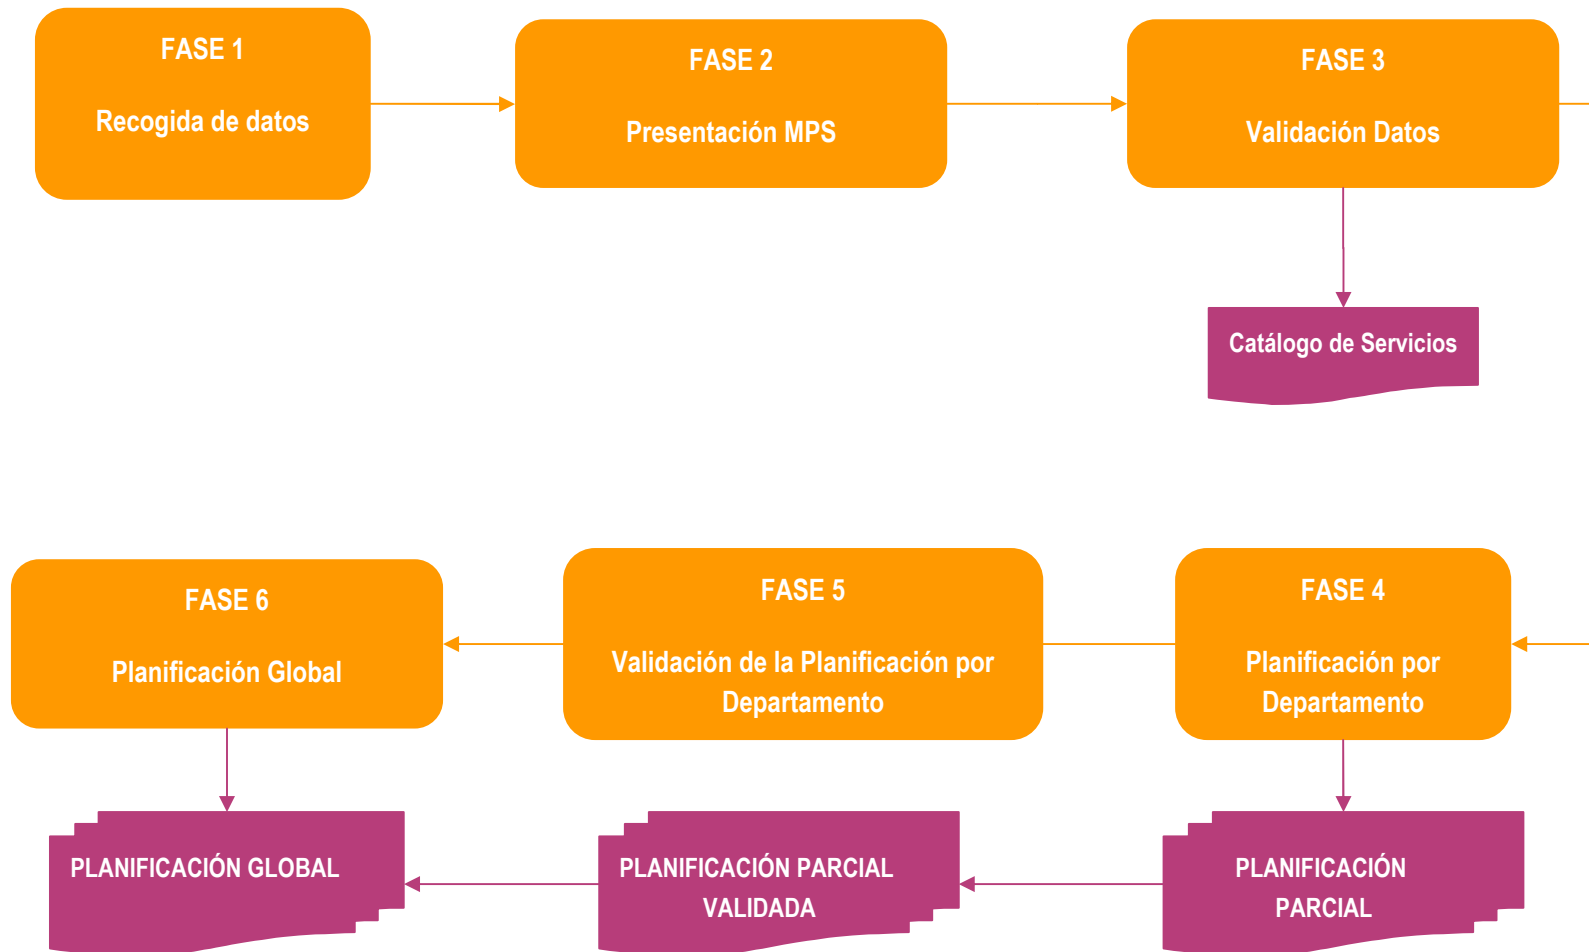 FASE 1
Recogida de datos
FASE 2
Presentación MPS
FASE 3
Validación Datos
Catálogo de Servicios
FASE 6
Planificación Global
FASE 5
Validación de la Planificación por
Departamento
FASE 4
Planificación por
Departamento
PLANIFICACIÓN GLOBAL
PLANIFICACIÓN PARCIAL
VALIDADA
PLANIFICACIÓN
PARCIAL